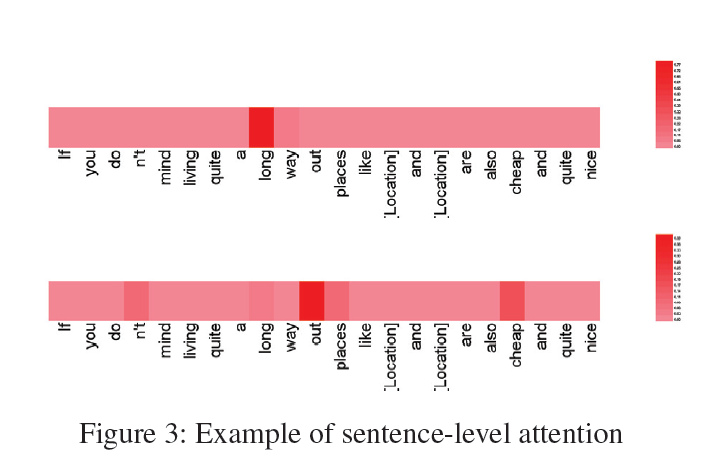 If you do n't mind living quite a long way out places like [Location] and [Location] are also cheap and quite nice
If you do n't mind living quite a long way out places like [Location] and [Location] are also cheap and quite nice
Figure 3: Example of sentence-level attention